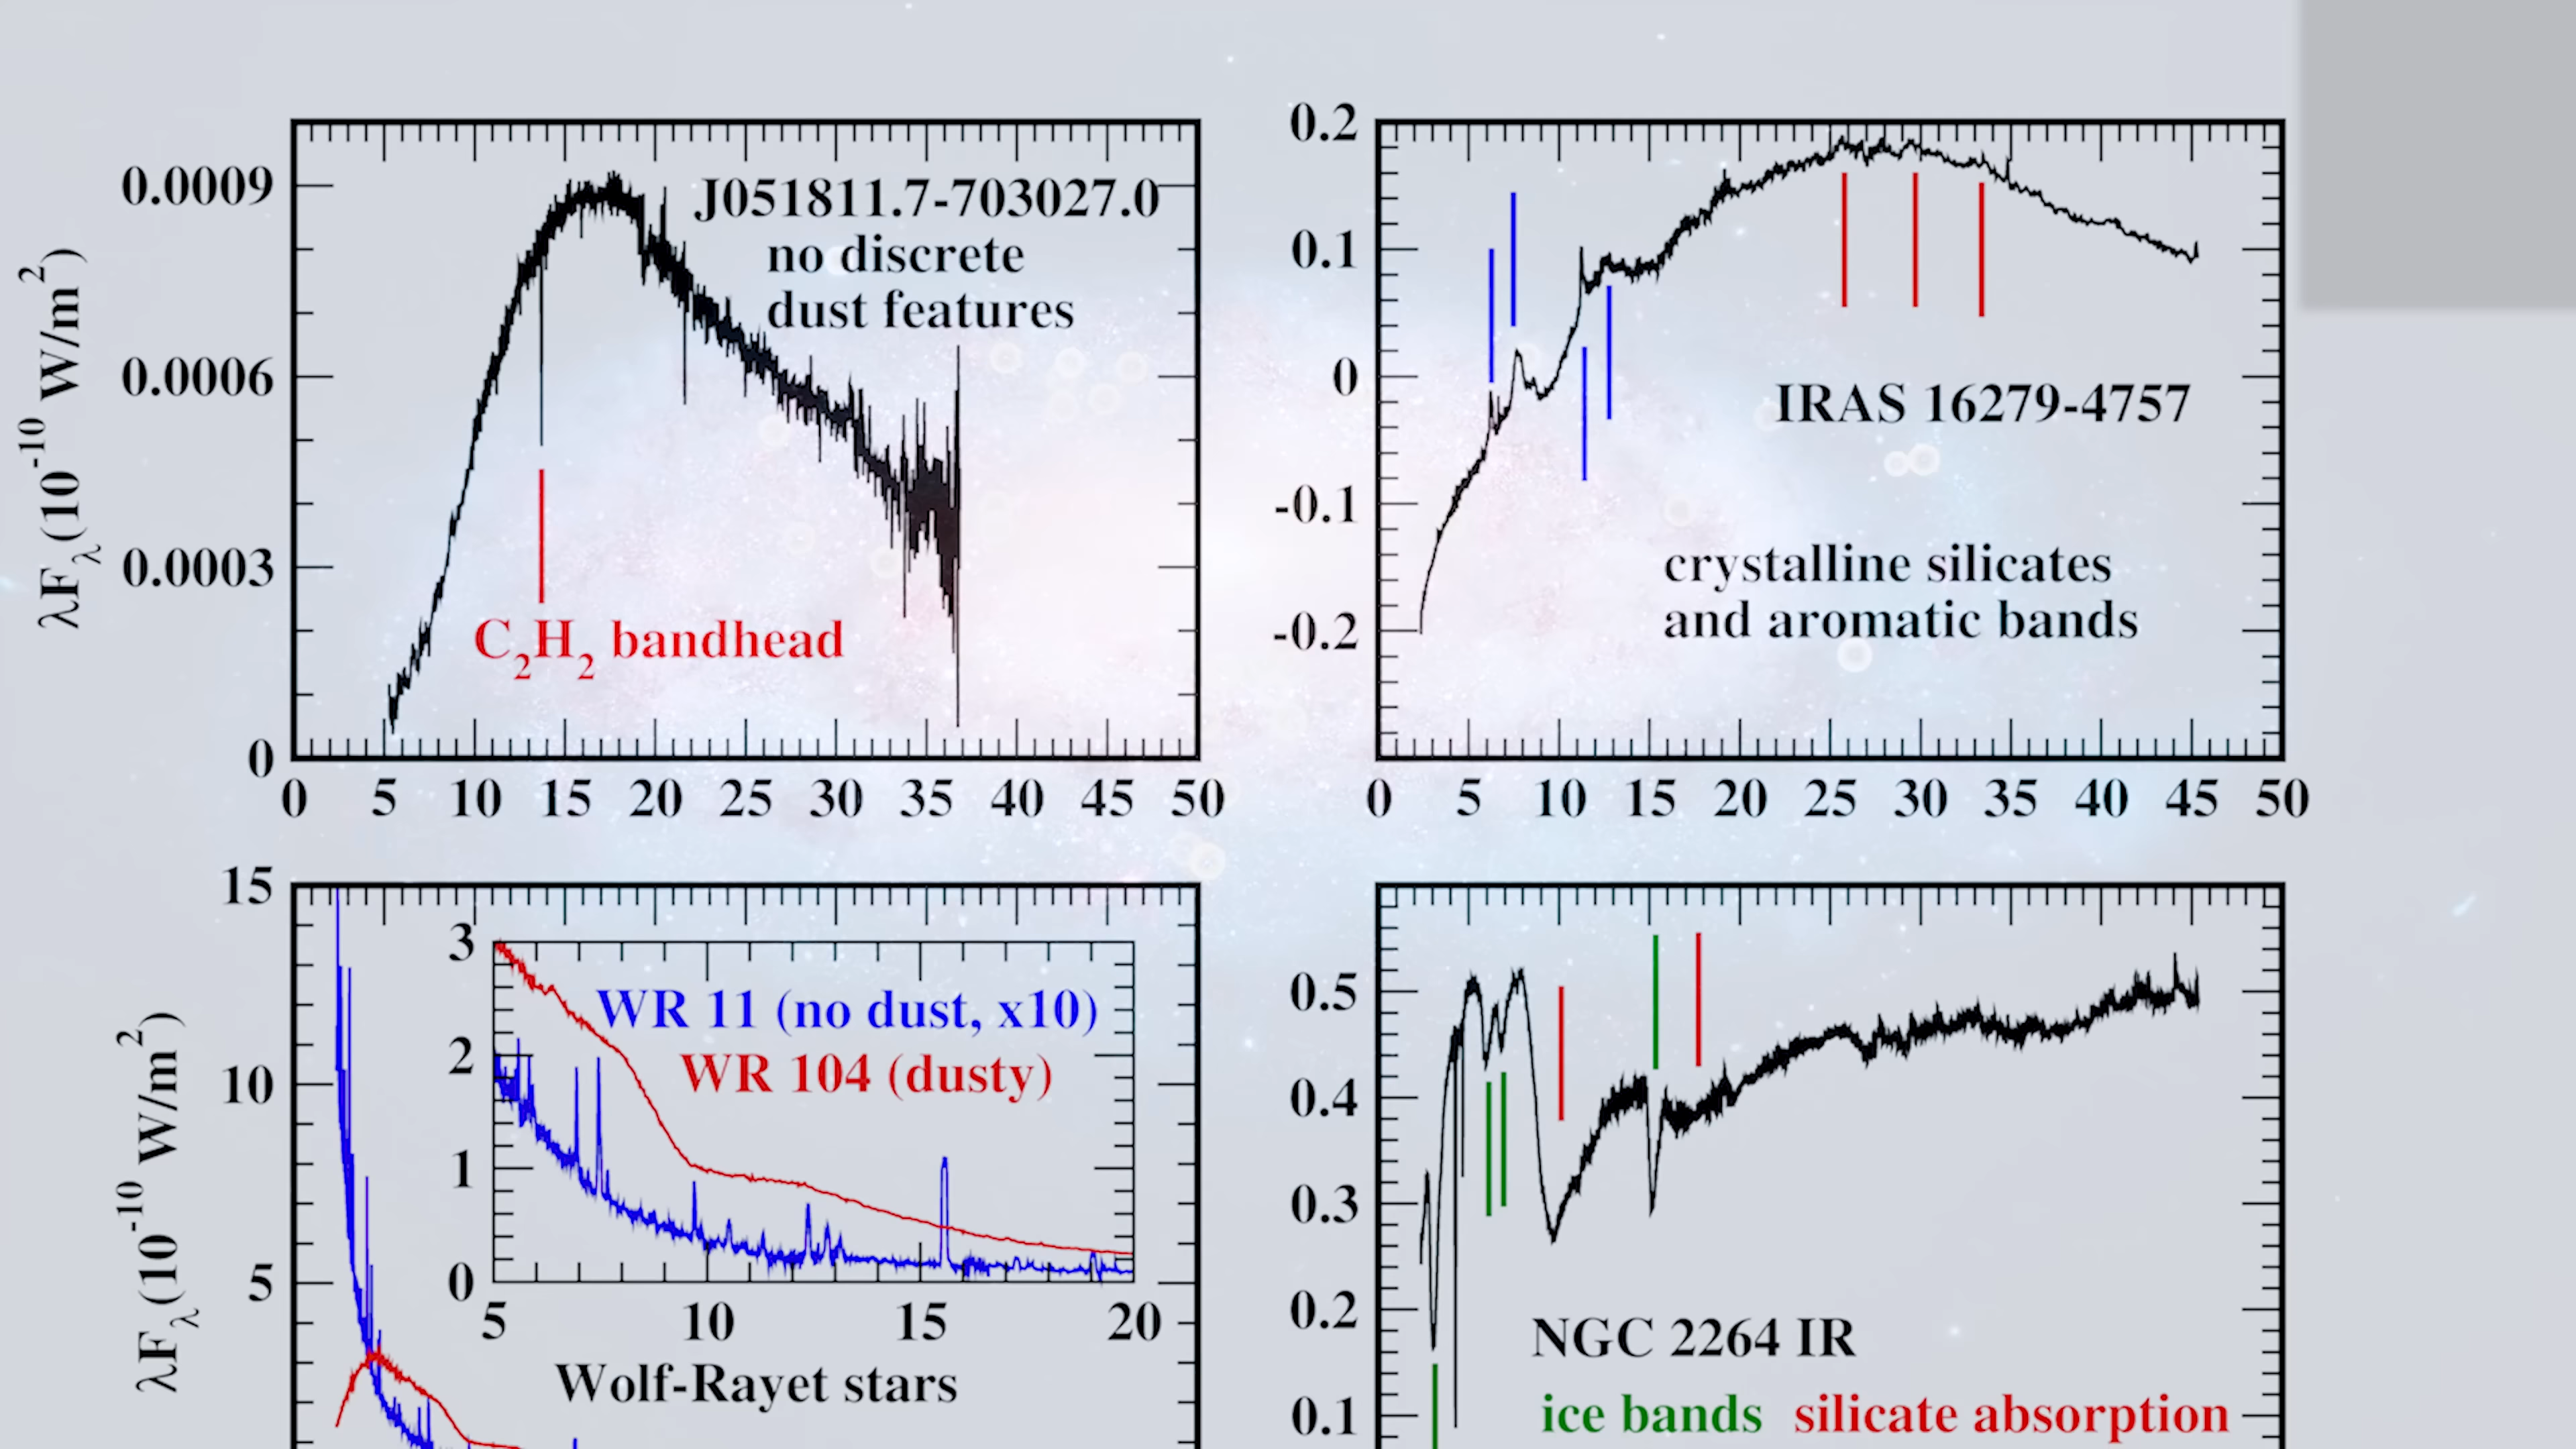 0.0009
0.0006
0.0003
0
λFλ (10⁻¹⁰ W/m²)
J051811.7-703027.0
no discrete
dust features
C₂H₂ bandhead
0 5 10 15 20 25 30 35 40 45 50
0.2
0.1
0
-0.1
-0.2
IRAS 16279-4757
crystalline silicates
and aromatic bands
0 5 10 15 20 25 30 35 40 45 50
15
10
5
λFλ (10⁻¹⁰ W/m²)
3
2
1
0
WR 11 (no dust, x10)
WR 104 (dusty)
5 10 15 20
Wolf-Rayet stars
0.5
0.4
0.3
0.2
0.1
NGC 2264 IR
ice bands silicate absorption